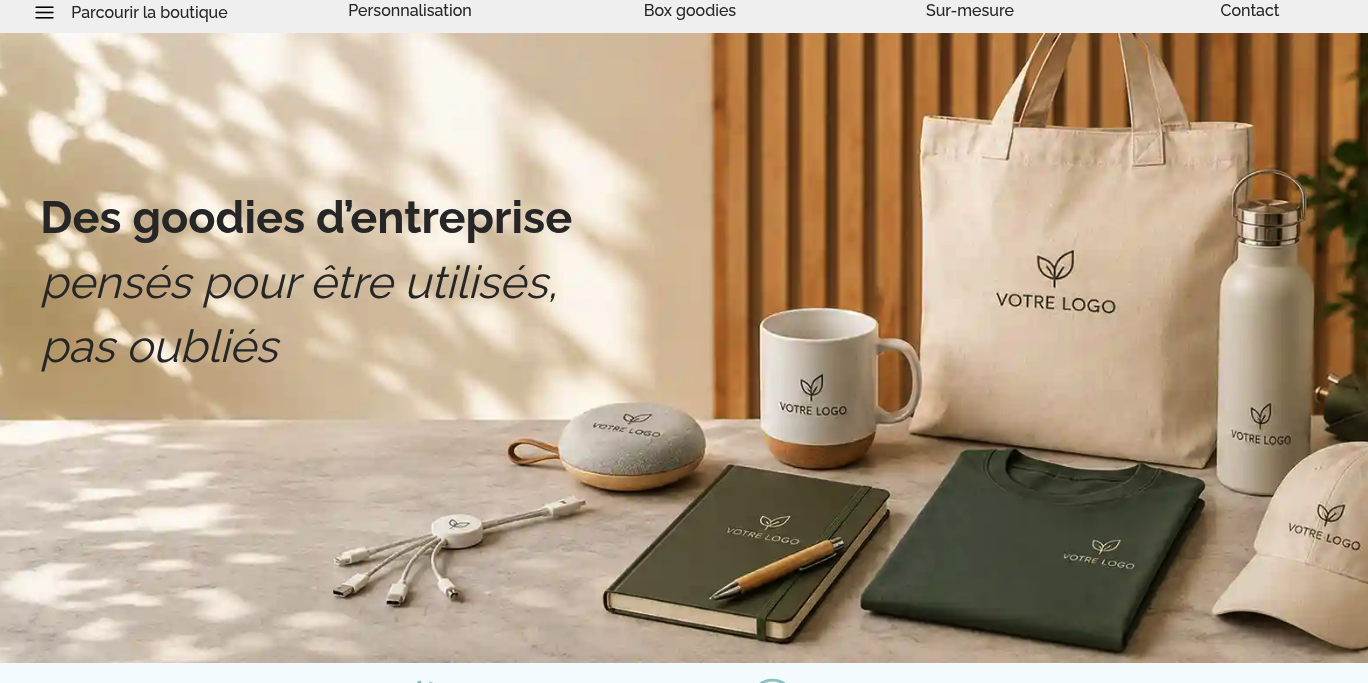 Parcourir la boutique
Personnalisation
Box goodies
Sur-mesure
Contact
Des goodies d’entreprise
pensés pour être utilisés,
pas oubliés
VOTRE LOGO
VOTRE LOGO
VOTRE LOGO
VOTRE LOGO
VOTRE LOGO
VOTRE LOGO
VOTRE LOGO